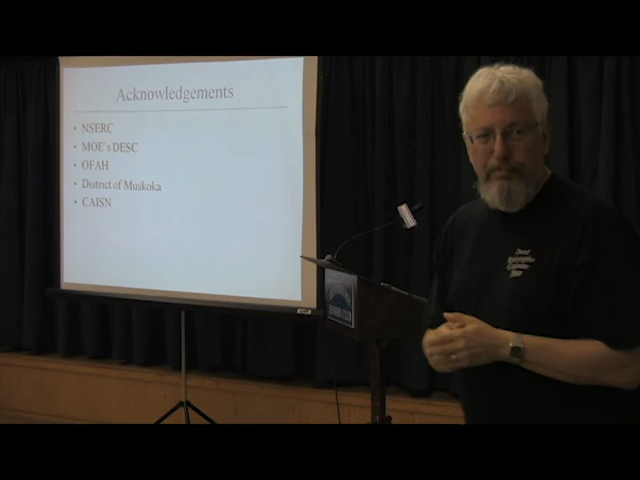 Acknowledgements
• NSERC
• MOE's DESC
• OFAH
• District of Muskoka
• CAISN